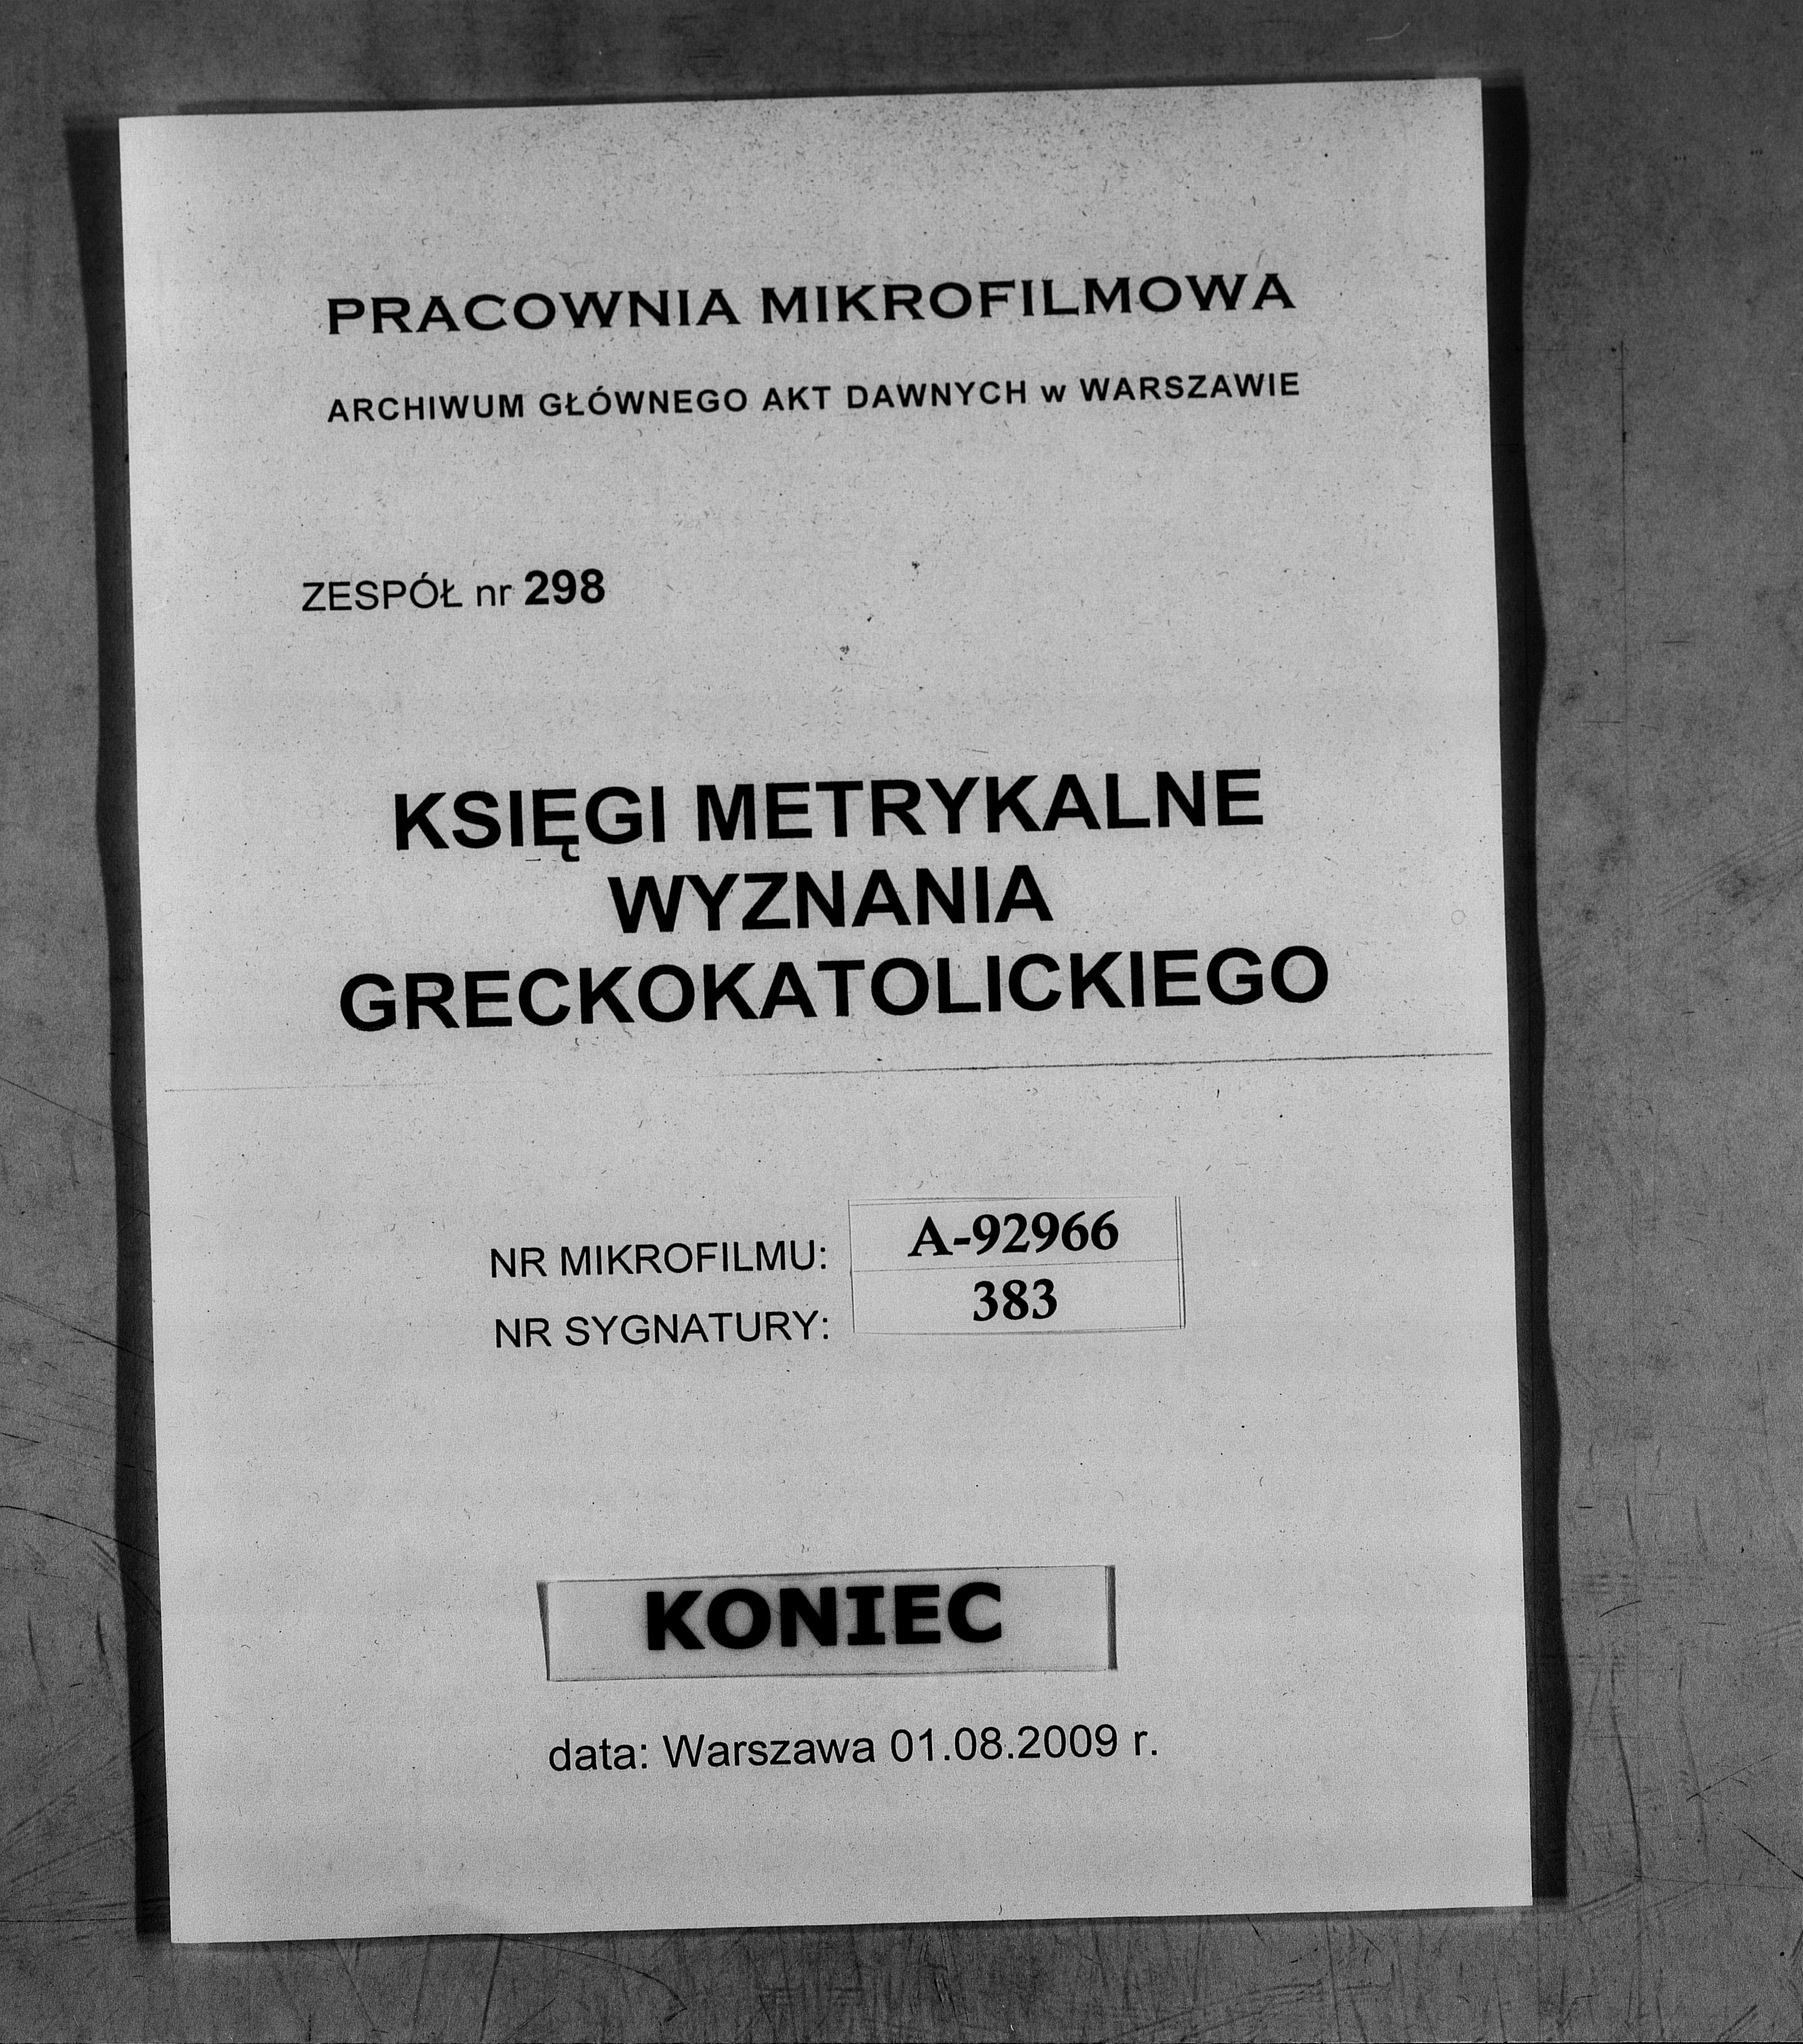 PRACOWNIA MIKROFILMOWA
ARCHIWUM GŁÓWNEGO AKT DAWNYCH w WARSZAWIE
ZESPÓŁ nr 298
KSIĘGI METRYKALNE
WYZNANIA
GRECKOKATOLICKIEGO
NR MIKROFILMU: A-92966
NR SYGNATURY: 383
KONIEC
data: Warszawa 01.08.2009 r.